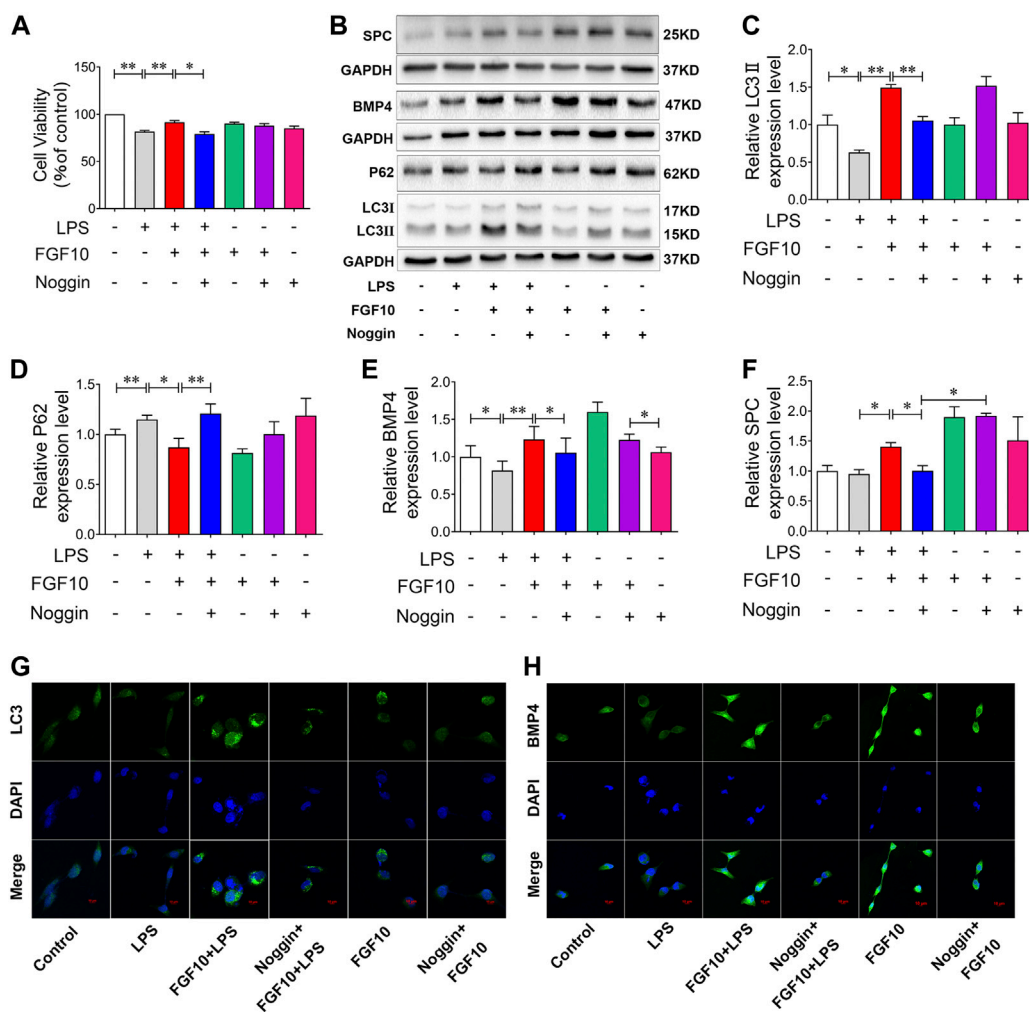 A
Cell Viability
(%of control)
150
100
50
0
** ** *
LPS - + + + - - -
FGF10 - - + + + + -
Noggin - - - + - + +
B
SPC 25KD
GAPDH 37KD
BMP4 47KD
GAPDH 37KD
P62 62KD
LC3I 17KD
LC3II 15KD
GAPDH 37KD
LPS - + + + - - -
FGF10 - - + + + + -
Noggin - - - + - + +
C
Relative LC3II
expression level
2.0
1.5
1.0
0.5
0.0
* ** **
LPS - + + + - - -
FGF10 - - + + + + -
Noggin - - - + - + +
D
Relative P62
expression level
1.5
1.0
0.5
0.0
** * **
LPS - + + + - - -
FGF10 - - + + + + -
Noggin - - - + - + +
E
Relative BMP4
expression level
2.0
1.5
1.0
0.5
0.0
* ** * *
LPS - + + + - - -
FGF10 - - + + + + -
Noggin - - - + - + +
F
Relative SPC
expression level
2.5
2.0
1.5
1.0
0.5
0.0
* * *
LPS - + + + - - -
FGF10 - - + + + + -
Noggin - - - + - + +
G
LC3
DAPI
Merge
Control
LPS
FGF10+LPS
Noggin+
FGF10+LPS
FGF10
Noggin+
FGF10
H
BMP4
DAPI
Merge
Control
LPS
FGF10+LPS
Noggin+
FGF10+LPS
FGF10
Noggin+
FGF10